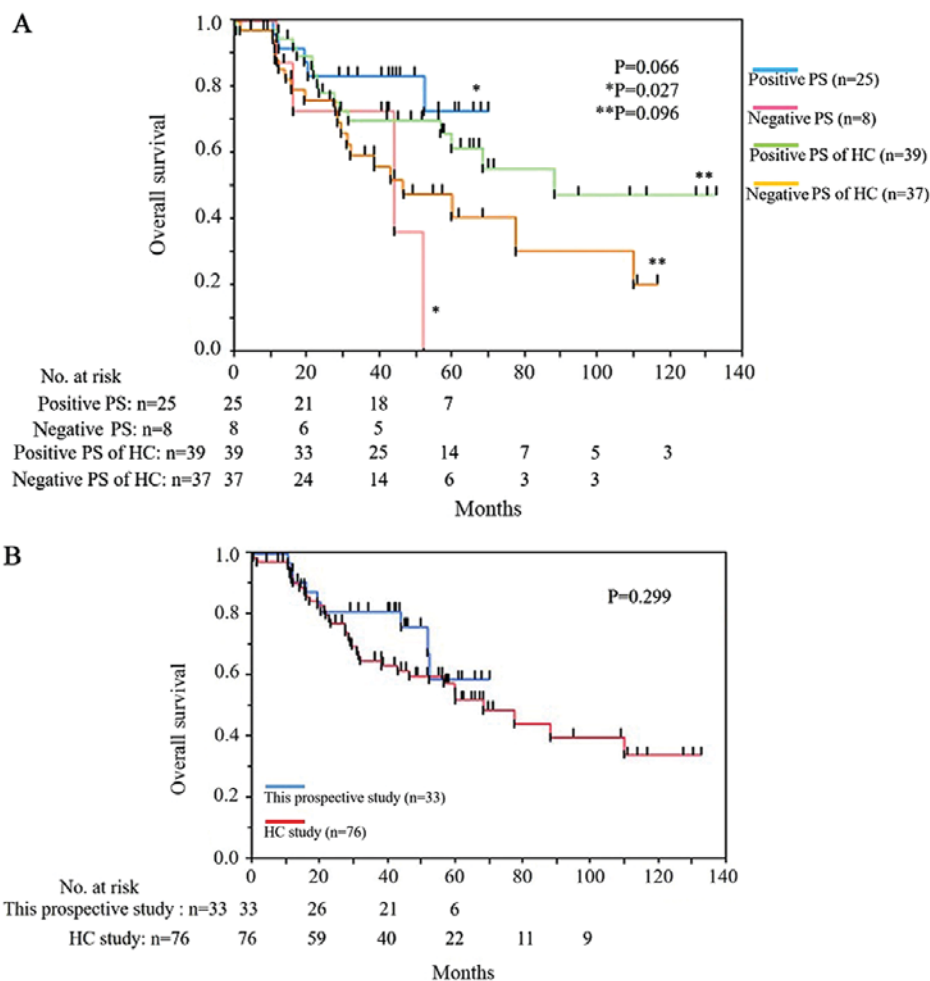 A
1.0
0.8
0.6
0.4
0.2
0.0
Overall survival
P=0.066
*P=0.027
**P=0.096
*
**
**
*
Positive PS (n=25)
Negative PS (n=8)
Positive PS of HC (n=39)
Negative PS of HC (n=37)
0 20 40 60 80 100 120 140
No. at risk
Positive PS: n=25 25 21 18 7
Negative PS: n=8 8 6 5
Positive PS of HC: n=39 39 33 25 14 7 5 3
Negative PS of HC: n=37 37 24 14 6 3 3
Months
B
1.0
0.8
0.6
0.4
0.2
0.0
Overall survival
P=0.299
This prospective study (n=33)
HC study (n=76)
0 20 40 60 80 100 120 140
No. at risk
This prospective study : n=33 33 26 21 6
HC study: n=76 76 59 40 22 11 9
Months